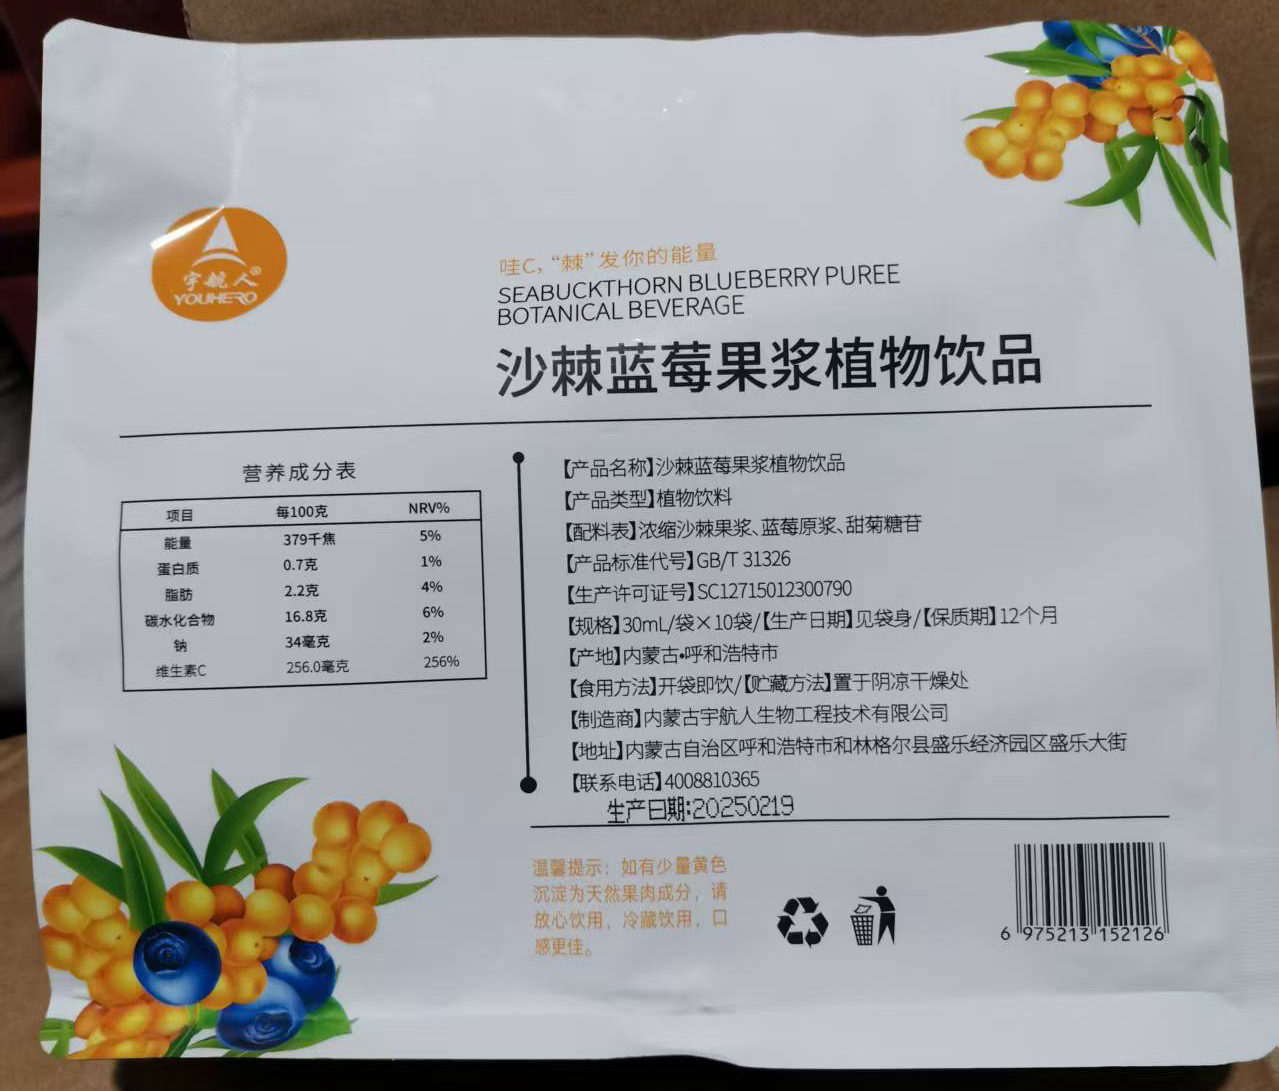 宇航人®
YOUHERO
哇C，“棘”发你的能量
SEABUCKTHORN BLUEBERRY PUREE
BOTANICAL BEVERAGE
沙棘蓝莓果浆植物饮品
营养成分表
项目 每100克 NRV%
能量 379千焦 5%
蛋白质 0.7克 1%
脂肪 2.2克 4%
碳水化合物 16.8克 6%
钠 34毫克 2%
维生素C 256.0毫克 256%
【产品名称】沙棘蓝莓果浆植物饮品
【产品类型】植物饮料
【配料表】浓缩沙棘果浆、蓝莓原浆、甜菊糖苷
【产品标准代号】GB/T 31326
【生产许可证号】SC12715012300790
【规格】30mL/袋×10袋/【生产日期】见袋身/【保质期】12个月
【产地】内蒙古•呼和浩特市
【食用方法】开袋即饮/【贮藏方法】置于阴凉干燥处
【制造商】内蒙古宇航人生物工程技术有限公司
【地址】内蒙古自治区呼和浩特市和林格尔县盛乐经济园区盛乐大街
【联系电话】4008810365
生产日期:20250219
温馨提示：如有少量黄色
沉淀为天然果肉成分，请
放心饮用，冷藏饮用，口
感更佳。
6 975213 152126